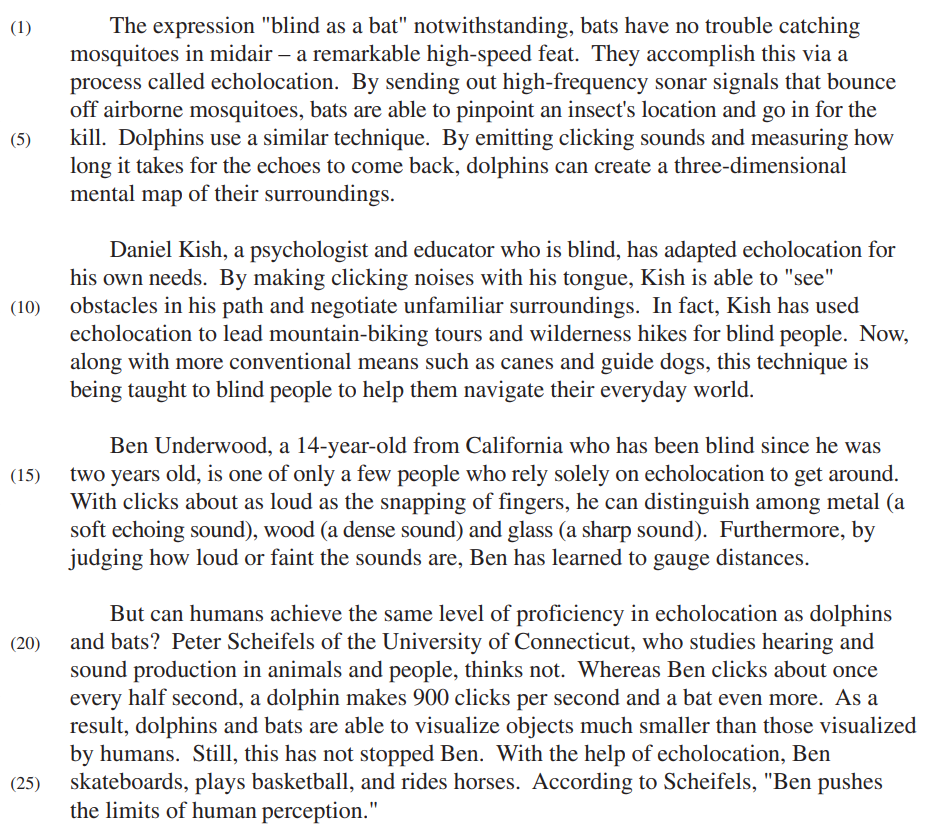 (1) The expression "blind as a bat" notwithstanding, bats have no trouble catching
mosquitoes in midair – a remarkable high-speed feat. They accomplish this via a
process called echolocation. By sending out high-frequency sonar signals that bounce
off airborne mosquitoes, bats are able to pinpoint an insect's location and go in for the
(5) kill. Dolphins use a similar technique. By emitting clicking sounds and measuring how
long it takes for the echoes to come back, dolphins can create a three-dimensional
mental map of their surroundings.
Daniel Kish, a psychologist and educator who is blind, has adapted echolocation for
his own needs. By making clicking noises with his tongue, Kish is able to "see"
(10) obstacles in his path and negotiate unfamiliar surroundings. In fact, Kish has used
echolocation to lead mountain-biking tours and wilderness hikes for blind people. Now,
along with more conventional means such as canes and guide dogs, this technique is
being taught to blind people to help them navigate their everyday world.
Ben Underwood, a 14-year-old from California who has been blind since he was
(15) two years old, is one of only a few people who rely solely on echolocation to get around.
With clicks about as loud as the snapping of fingers, he can distinguish among metal (a
soft echoing sound), wood (a dense sound) and glass (a sharp sound). Furthermore, by
judging how loud or faint the sounds are, Ben has learned to gauge distances.
But can humans achieve the same level of proficiency in echolocation as dolphins
(20) and bats? Peter Scheifels of the University of Connecticut, who studies hearing and
sound production in animals and people, thinks not. Whereas Ben clicks about once
every half second, a dolphin makes 900 clicks per second and a bat even more. As a
result, dolphins and bats are able to visualize objects much smaller than those visualized
by humans. Still, this has not stopped Ben. With the help of echolocation, Ben
(25) skateboards, plays basketball, and rides horses. According to Scheifels, "Ben pushes
the limits of human perception."